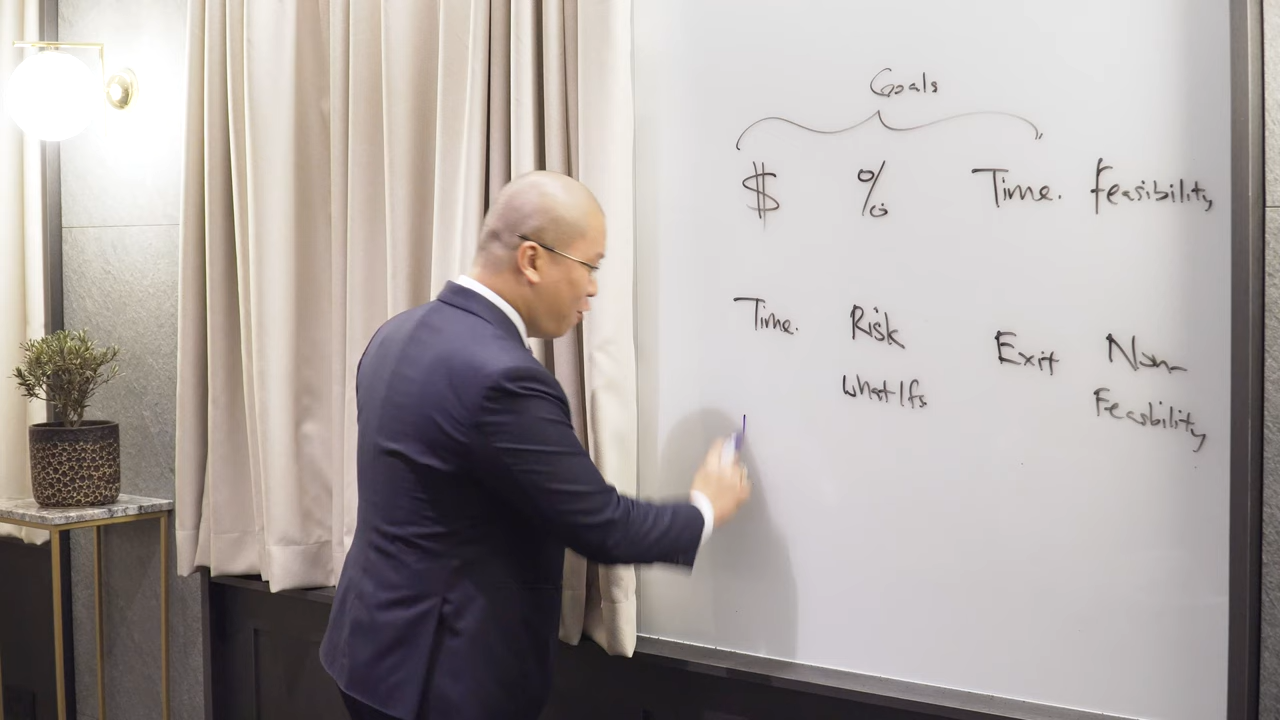 Goals
$ % Time. Feasibility
Time. Risk Exit Non-
What Ifs Feasbility